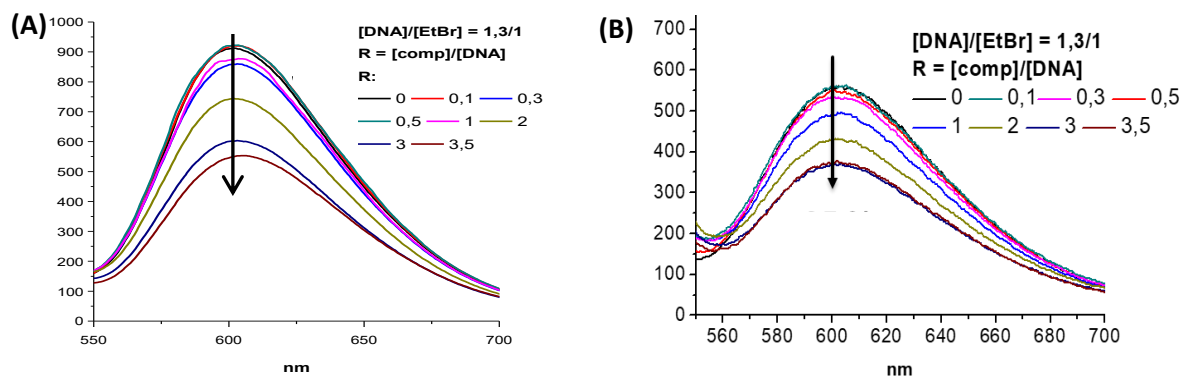 (A)
1000
900
800
700
600
500
400
300
200
100
0
550 600 650 700
nm
[DNA]/[EtBr] = 1,3/1
R = [comp]/[DNA]
R:
0 0,1 0,3
0,5 1 2
3 3,5
(B)
700
600
500
400
300
200
100
0
560 580 600 620 640 660 680 700
nm
[DNA]/[EtBr] = 1,3/1
R = [comp]/[DNA]
0 0,1 0,3 0,5
1 2 3 3,5